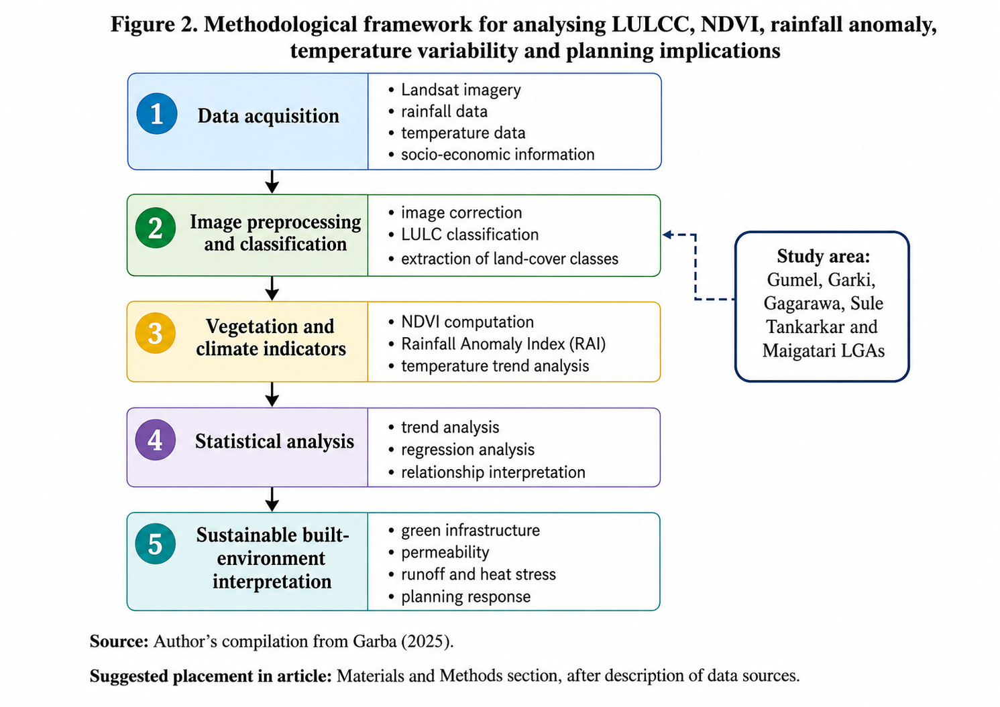 Figure 2. Methodological framework for analysing LULCC, NDVI, rainfall anomaly,
temperature variability and planning implications
1
Data acquisition
• Landsat imagery
• rainfall data
• temperature data
• socio-economic information
2
Image preprocessing
and classification
• image correction
• LULC classification
• extraction of land-cover classes
Study area:
Gumel, Garki,
Gagarawa, Sule
Tankarkar and
Maigatari LGAs
3
Vegetation and
climate indicators
• NDVI computation
• Rainfall Anomaly Index (RAI)
• temperature trend analysis
4
Statistical analysis
• trend analysis
• regression analysis
• relationship interpretation
5
Sustainable built-
environment
interpretation
• green infrastructure
• permeability
• runoff and heat stress
• planning response
Source: Author’s compilation from Garba (2025).
Suggested placement in article: Materials and Methods section, after description of data sources.